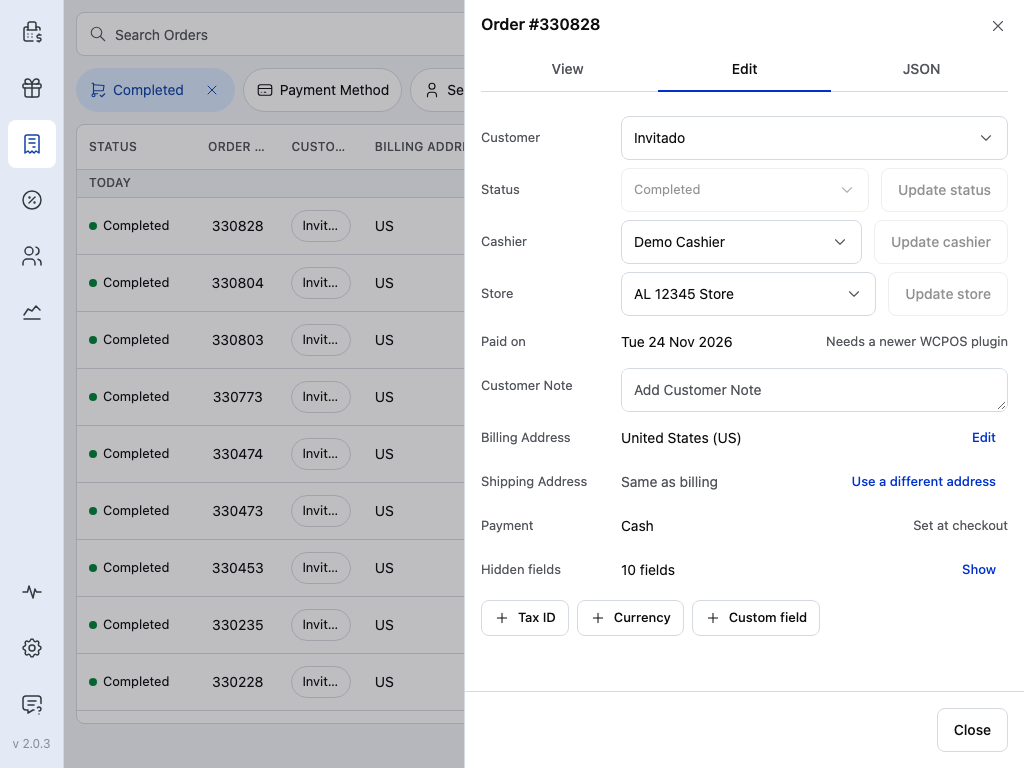 Search Orders
Completed
Payment Method
Se
STATUS ORDER ... CUSTO... BILLING ADDR
TODAY
Completed 330828 Invit... US
Completed 330804 Invit... US
Completed 330803 Invit... US
Completed 330773 Invit... US
Completed 330474 Invit... US
Completed 330473 Invit... US
Completed 330453 Invit... US
Completed 330235 Invit... US
Completed 330228 Invit... US
v 2.0.3
Order #330828
View Edit JSON
Customer Invitado
Status Completed Update status
Cashier Demo Cashier Update cashier
Store AL 12345 Store Update store
Paid on Tue 24 Nov 2026 Needs a newer WCPOS plugin
Customer Note Add Customer Note
Billing Address United States (US) Edit
Shipping Address Same as billing Use a different address
Payment Cash Set at checkout
Hidden fields 10 fields Show
+ Tax ID + Currency + Custom field
Close